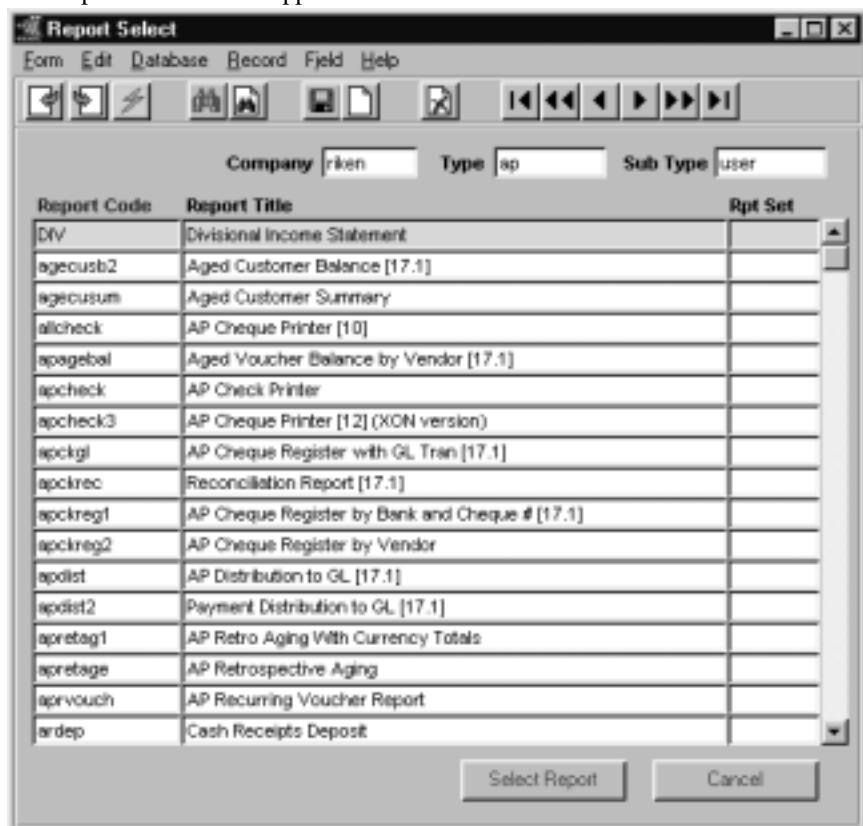 Report Select
Form Edit Database Record Field Help
Company riken Type ap Sub Type user
Report Code Report Title Rpt Set
DIV Divisional Income Statement
agecusb2 Aged Customer Balance [17.1]
agecusum Aged Customer Summary
allcheck AP Cheque Printer [10]
apagebal Aged Voucher Balance by Vendor [17.1]
apcheck AP Check Printer
apcheck3 AP Cheque Printer [12] (XON version)
apckgl AP Cheque Register with GL Tran [17.1]
apckrec Reconciliation Report [17.1]
apckreg1 AP Cheque Register by Bank and Cheque # [17.1]
apckreg2 AP Cheque Register by Vendor
apdist AP Distribution to GL [17.1]
apdist2 Payment Distribution to GL [17.1]
apretag1 AP Retro Aging With Currency Totals
apretage AP Retrospective Aging
aprvouch AP Recurring Voucher Report
ardep Cash Receipts Deposit
Select Report Cancel